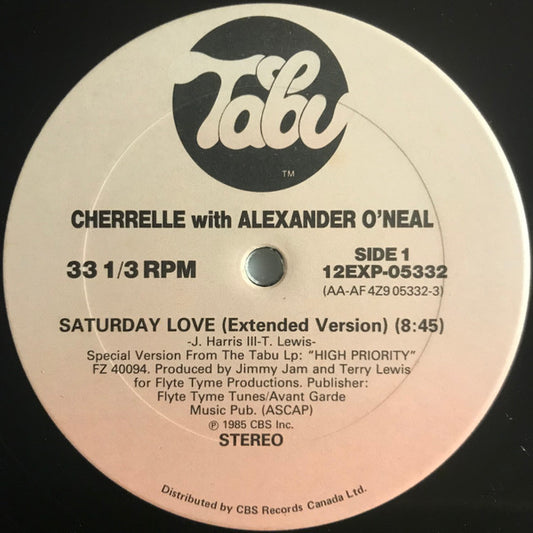 Tabu
TM
CHERRELLE with ALEXANDER O'NEAL
33 1/3 RPM
SIDE 1
12EXP-05332
(AA-AF 4Z9 05332-3)
SATURDAY LOVE (Extended Version) (8:45)
-J. Harris III-T. Lewis-
Special Version From The Tabu Lp: "HIGH PRIORITY"
FZ 40094. Produced by Jimmy Jam and Terry Lewis
for Flyte Tyme Productions. Publisher:
Flyte Tyme Tunes/Avant Garde
Music Pub. (ASCAP)
℗ 1985 CBS Inc.
STEREO
Distributed by CBS Records Canada Ltd.